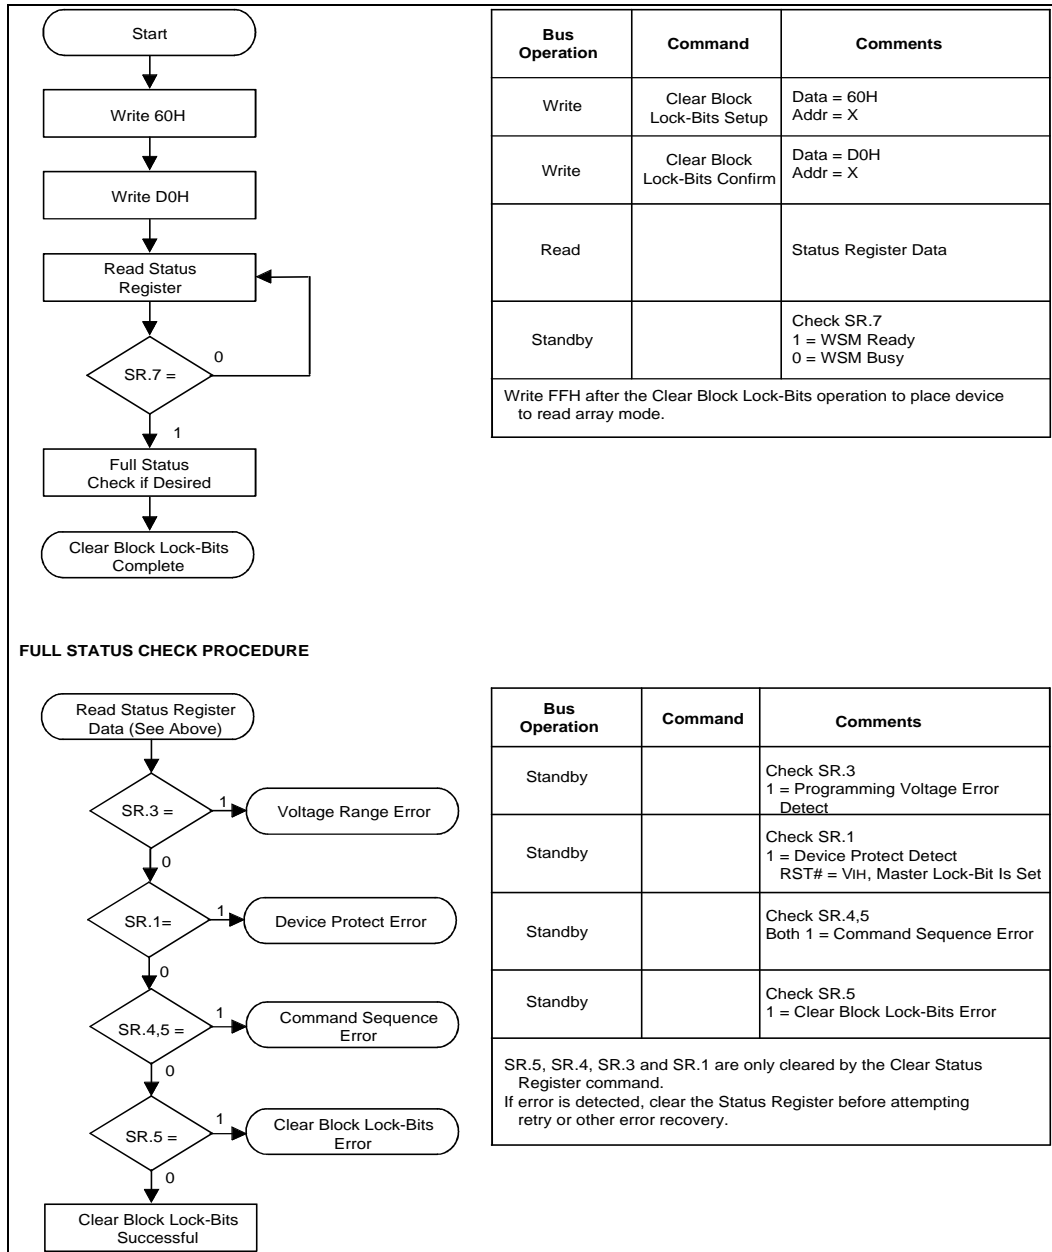 Start
Write 60H
Write D0H
Read Status
Register
SR.7 =
0
1
Full Status
Check if Desired
Clear Block Lock-Bits
Complete
Bus
Operation
Command
Comments
Write
Clear Block
Lock-Bits Setup
Data = 60H
Addr = X
Write
Clear Block
Lock-Bits Confirm
Data = D0H
Addr = X
Read
Status Register Data
Standby
Check SR.7
1 = WSM Ready
0 = WSM Busy
Write FFH after the Clear Block Lock-Bits operation to place device
to read array mode.
FULL STATUS CHECK PROCEDURE
Read Status Register
Data (See Above)
SR.3 =
1
Voltage Range Error
0
SR.1=
1
Device Protect Error
0
SR.4,5 =
1
Command Sequence
Error
0
SR.5 =
1
Clear Block Lock-Bits
Error
0
Clear Block Lock-Bits
Successful
Bus
Operation
Command
Comments
Standby
Check SR.3
1 = Programming Voltage Error
Detect
Standby
Check SR.1
1 = Device Protect Detect
RST# = VIH, Master Lock-Bit Is Set
Standby
Check SR.4,5
Both 1 = Command Sequence Error
Standby
Check SR.5
1 = Clear Block Lock-Bits Error
SR.5, SR.4, SR.3 and SR.1 are only cleared by the Clear Status
Register command.
If error is detected, clear the Status Register before attempting
retry or other error recovery.